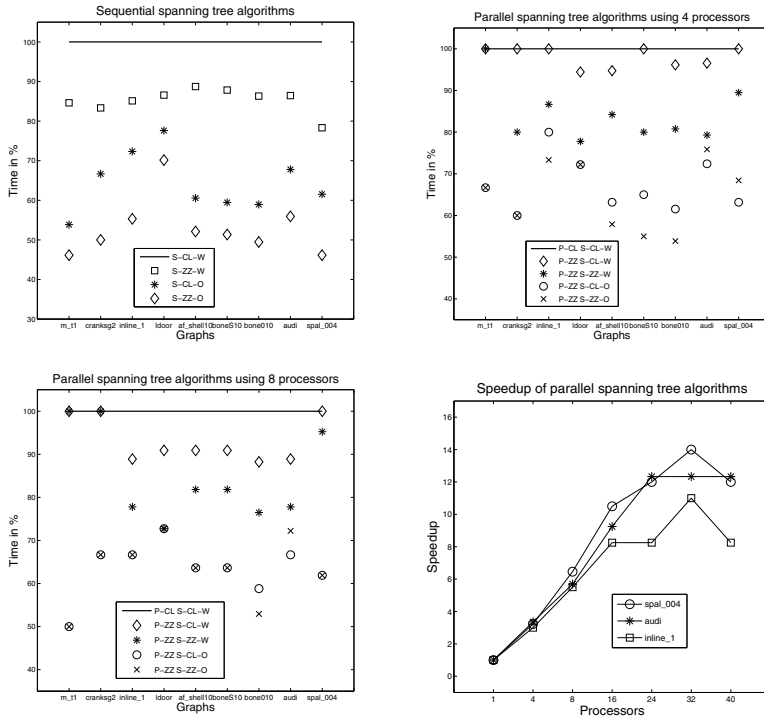 Sequential spanning tree algorithms
100
90
80
70
60
50
40
30
Time in %
S-CL-W
S-ZZ-W
S-CL-O
S-ZZ-O
m_t1 cranksg2 inline_1 ldoor af_shell10 boneS10 bone010 audi spal_004
Graphs
Parallel spanning tree algorithms using 4 processors
100
90
80
70
60
50
40
Time in %
P-CL S-CL-W
P-ZZ S-CL-W
P-ZZ S-ZZ-W
P-ZZ S-CL-O
P-ZZ S-ZZ-O
m_t1 cranksg2 inline_1 ldoor af_shell10 boneS10 bone010 audi spal_004
Graphs
Parallel spanning tree algorithms using 8 processors
100
90
80
70
60
50
40
Time in %
P-CL S-CL-W
P-ZZ S-CL-W
P-ZZ S-ZZ-W
P-ZZ S-CL-O
P-ZZ S-ZZ-O
m_t1 cranksg2 inline_1 ldoor af_shell10 boneS10 bone010 audi spal_004
Graphs
Speedup of parallel spanning tree algorithms
16
14
12
10
8
6
4
2
0
Speedup
spal_004
audi
inline_1
1 4 8 16 24 32 40
Processors